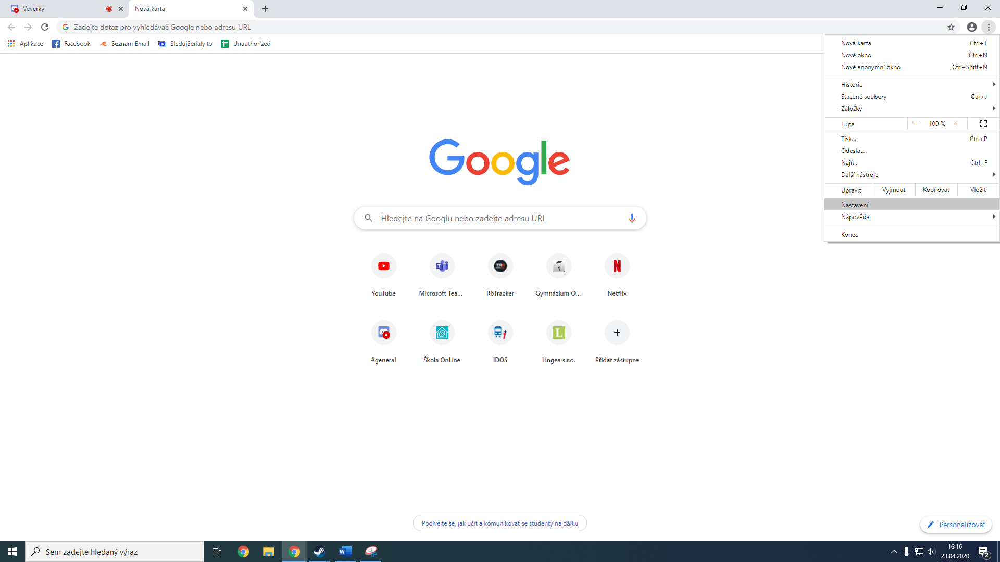 Veverky
Nová karta
Zadejte dotaz pro vyhledávač Google nebo adresu URL
Aplikace
Facebook
Seznam Email
SledujSerialy.to
Unauthorized
Nová karta Ctrl+T
Nové okno Ctrl+N
Nové anonymní okno Ctrl+Shift+N
Historie
Stažené soubory Ctrl+J
Záložky
Lupa − 100 % +
Tisk... Ctrl+P
Odeslat...
Najít... Ctrl+F
Další nástroje
Upravit Vyjmout Kopírovat Vložit
Nastavení
Nápověda
Konec
Google
Hledejte na Googlu nebo zadejte adresu URL
YouTube
Microsoft Tea...
R6Tracker
Gymnázium O...
Netflix
#general
Škola OnLine
IDOS
Lingea s.r.o.
Přidat zástupce
Podívejte se, jak učit a komunikovat se studenty na dálku
Personalizovat
Sem zadejte hledaný výraz
16:16
23.04.2020
2